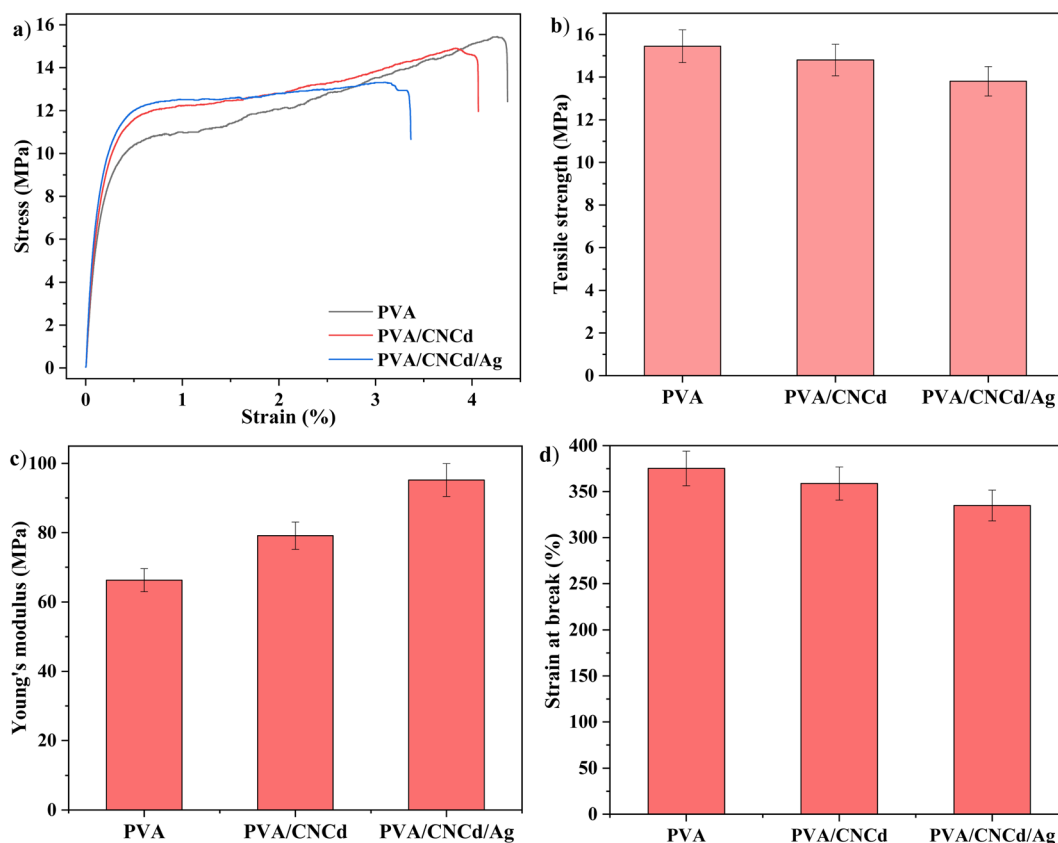 a)
Stress (MPa)
16
14
12
10
8
6
4
2
0
PVA
PVA/CNCd
PVA/CNCd/Ag
0 1 2 3 4
Strain (%)
b)
Tensile strength (MPa)
16
14
12
10
8
6
4
2
0
PVA PVA/CNCd PVA/CNCd/Ag
c)
Young's modulus (MPa)
100
80
60
40
20
0
PVA PVA/CNCd PVA/CNCd/Ag
d)
Strain at break (%)
400
375
350
325
300
250
200
150
100
50
0
PVA PVA/CNCd PVA/CNCd/Ag